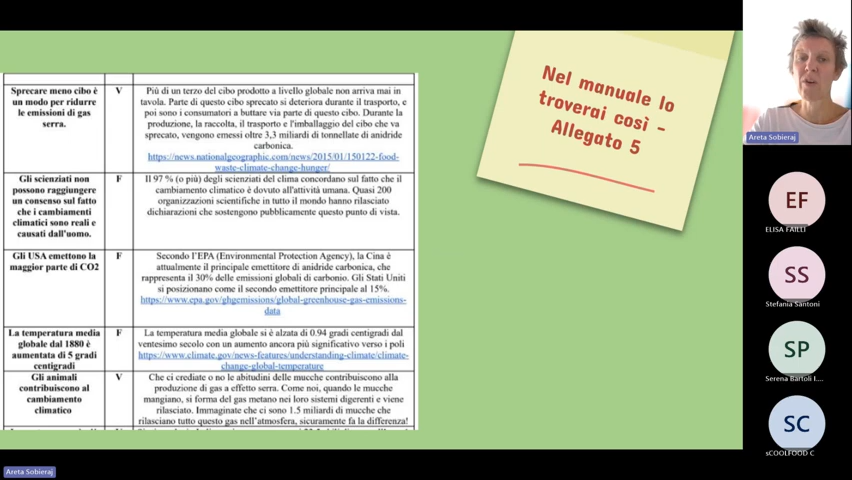 Sprecare meno cibo è
un modo per ridurre
le emissioni di gas
serra.
V
Più di un terzo del cibo prodotto a livello globale non arriva mai in
tavola. Parte di questo cibo sprecato si deteriora durante il trasporto, e
poi sono i consumatori a buttare via parte di questo cibo. Durante la
produzione, la raccolta, il trasporto e l'imballaggio del cibo che va
sprecato, vengono emessi oltre 3,3 miliardi di tonnellate di anidride
carbonica.
https://news.nationalgeographic.com/news/2015/01/150122-food-
waste-climate-change-hunger/
Gli scienziati non
possono raggiungere
un consenso sul fatto
che i cambiamenti
climatici sono reali e
causati dall'uomo.
F
Il 97 % (o più) degli scienziati del clima concordano sul fatto che il
cambiamento climatico è dovuto all'attività umana. Quasi 200
organizzazioni scientifiche in tutto il mondo hanno rilasciato
dichiarazioni che sostengono pubblicamente questo punto di vista.
Gli USA emettono la
maggior parte di CO2
F
Secondo l'EPA (Environmental Protection Agency), la Cina è
attualmente il principale emettitore di anidride carbonica, che
rappresenta il 30% delle emissioni globali di carbonio. Gli Stati Uniti
si posizionano come il secondo emettitore principale al 15%.
https://www.epa.gov/ghgemissions/global-greenhouse-gas-emissions-
data
La temperatura media
globale dal 1880 è
aumentata di 5 gradi
centigradi
F
La temperatura media globale si è alzata di 0.94 gradi centigradi dal
ventesimo secolo con un aumento ancora più significativo verso i poli
https://www.climate.gov/news-features/understanding-climate/climate-
change-global-temperature
Gli animali
contribuiscono al
cambiamento
climatico
V
Che ci crediate o no le abitudini delle mucche contribuiscono alla
produzione di gas a effetto serra. Come noi, quando le mucche
mangiano, si forma del gas metano nei loro sistemi digerenti e viene
rilasciato. Immaginate che ci sono 1.5 miliardi di mucche che
rilasciano tutto questo gas nell'atmosfera, sicuramente fa la differenza!
Nel manuale lo
troverai così -
Allegato 5
Areta Sobieraj
EF
ELISA FAILLI
SS
Stefania Santoni
SP
Serena Bartoli I...
SC
sCOOLFOOD C
Areta Sobieraj